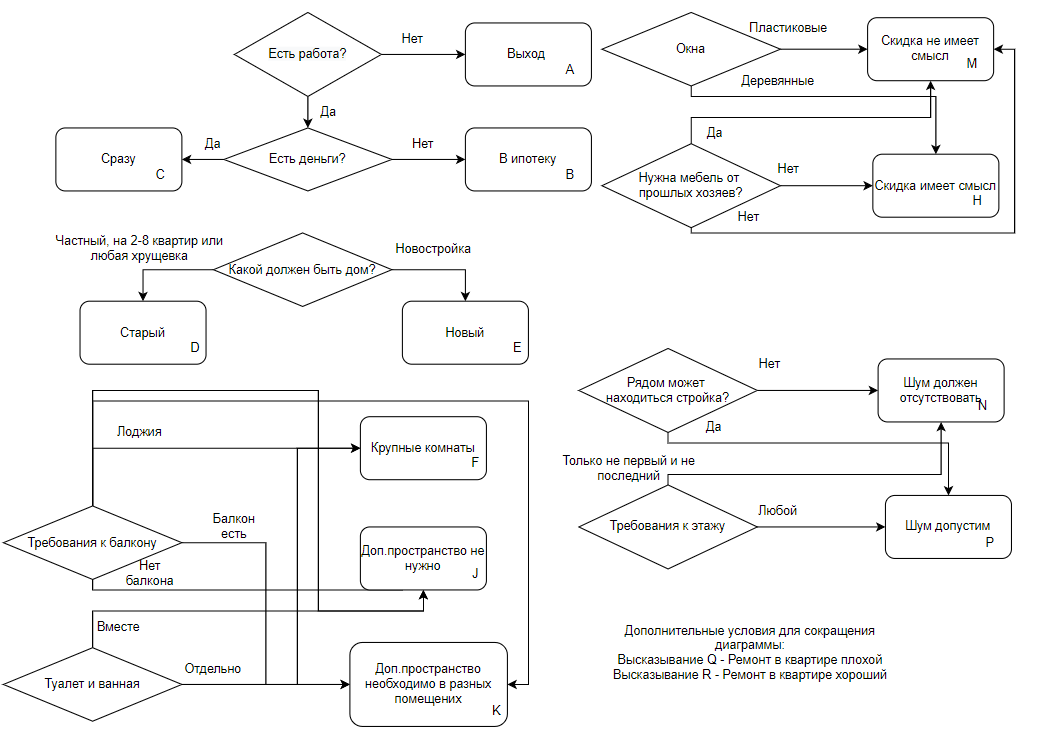 Есть работа?
Нет
Выход
A
Да
Есть деньги?
Да
Сразу
C
Нет
В ипотеку
B
Окна
Пластиковые
Скидка не имеет
смысл
M
Деревянные
Да
Нужна мебель от
прошлых хозяев?
Нет
Скидка имеет смысл
H
Нет
Частный, на 2-8 квартир или
любая хрущевка
Какой должен быть дом?
Новостройка
Старый
D
Новый
E
Рядом может
находиться стройка?
Нет
Шум должен
отсутствовать
N
Да
Только не первый и не
последний
Требования к этажу
Любой
Шум допустим
P
Лоджия
Крупные комнаты
F
Требования к балкону
Балкон
есть
Нет
балкона
Доп.пространство не
нужно
J
Вместе
Туалет и ванная
Отдельно
Доп.пространство
необходимо в разных
помещених
K
Дополнительные условия для сокращения
диаграммы:
Высказывание Q - Ремонт в квартире плохой
Высказывание R - Ремонт в квартире хороший